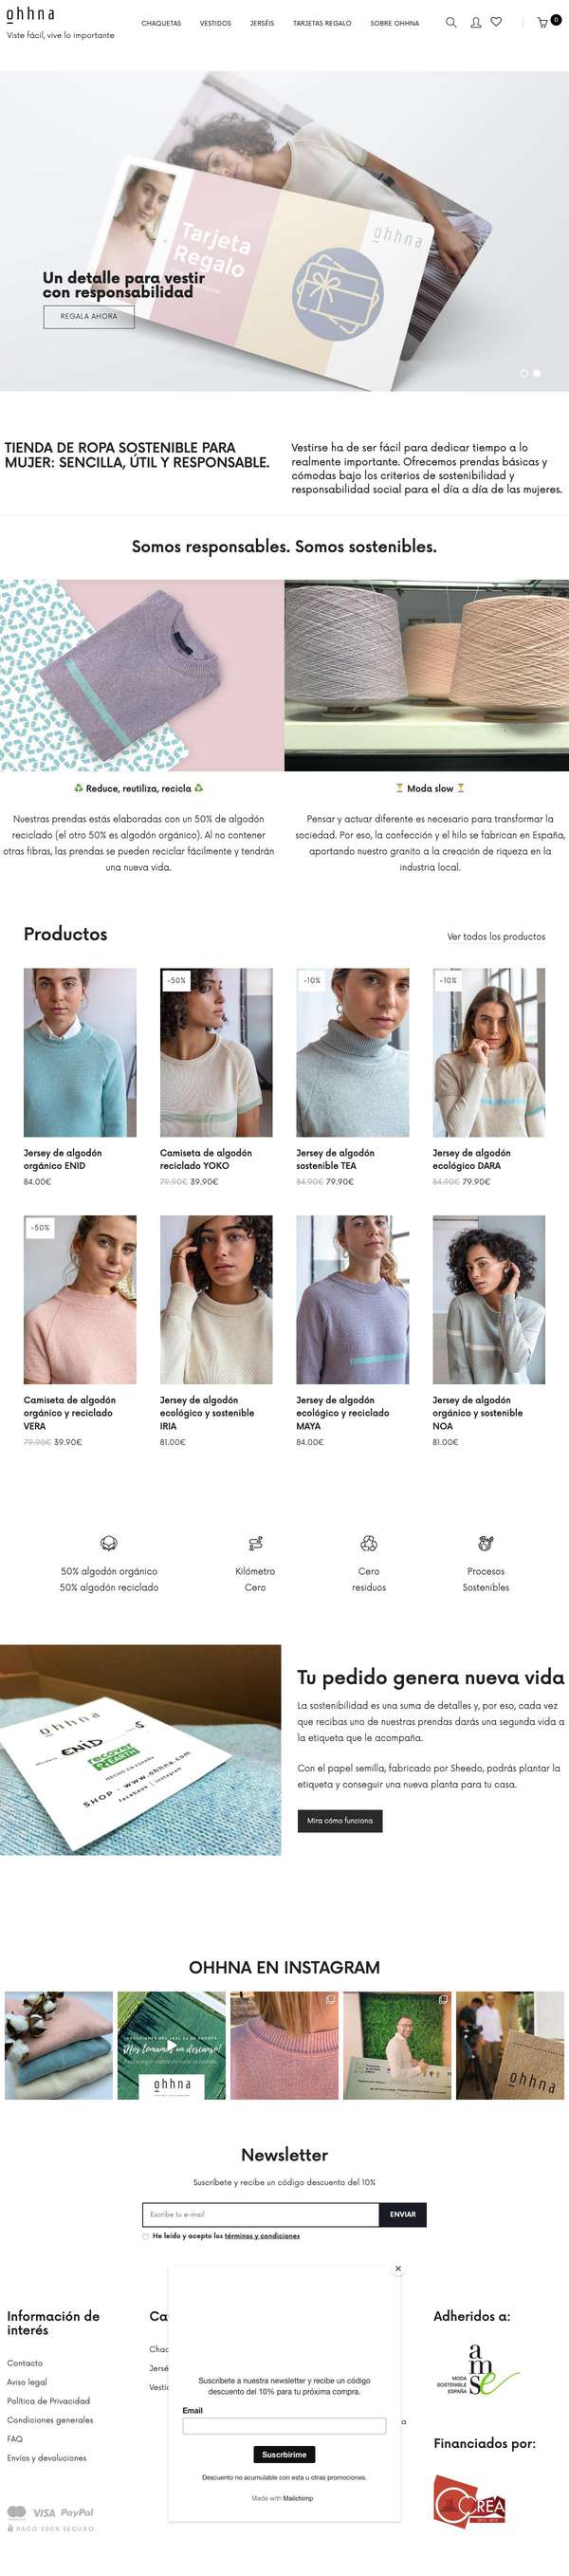 ohhna
Viste fácil, vive lo importante
CHAQUETAS VESTIDOS JERSÉIS TARJETAS REGALO SOBRE OHHNA
0
Tarjeta
Regalo
ohhna
Un detalle para vestir
con responsabilidad
REGALA AHORA
TIENDA DE ROPA SOSTENIBLE PARA
MUJER: SENCILLA, ÚTIL Y RESPONSABLE.
Vestirse ha de ser fácil para dedicar tiempo a lo
realmente importante. Ofrecemos prendas básicas y
cómodas bajo los criterios de sostenibilidad y
responsabilidad social para el día a día de las mujeres.
Somos responsables. Somos sostenibles.
♻ Reduce, reutiliza, recicla ♻
Nuestras prendas estás elaboradas con un 50% de algodón
reciclado (el otro 50% es algodón orgánico). Al no contener
otras fibras, las prendas se pueden reciclar fácilmente y tendrán
una nueva vida.
⏳ Moda slow ⏳
Pensar y actuar diferente es necesario para transformar la
sociedad. Por eso, la confección y el hilo se fabrican en España,
aportando nuestro granito a la creación de riqueza en la
industria local.
Productos
Ver todos los productos
-50%
-10%
-10%
Jersey de algodón
orgánico ENID
84.00€
Camiseta de algodón
reciclado YOKO
79.90€ 39.90€
Jersey de algodón
sostenible TEA
84.90€ 79.90€
Jersey de algodón
ecológico DARA
84.90€ 79.90€
-50%
Camiseta de algodón
orgánico y reciclado
VERA
79.90€ 39.90€
Jersey de algodón
ecológico y sostenible
IRIA
81.00€
Jersey de algodón
ecológico y reciclado
MAYA
84.00€
Jersey de algodón
orgánico y sostenible
NOA
81.00€
50% algodón orgánico
50% algodón reciclado
Kilómetro
Cero
Cero
residuos
Procesos
Sostenibles
ohhna
ENID
S
recover
EARTH
HECHO EN ESPAÑA
SHOP · www.ohhna.com
facebook | instagram
Tu pedido genera nueva vida
La sostenibilidad es una suma de detalles y, por eso, cada vez
que recibas uno de nuestras prendas darás una segunda vida a
la etiqueta que le acompaña.
Con el papel semilla, fabricado por Sheedo, podrás plantar la
etiqueta y conseguir una nueva planta para tu casa.
Mira cómo funciona
OHHNA EN INSTAGRAM
¡Nos tomamos un descanso!
ohhna
ohhna
Newsletter
Suscríbete y recibe un código descuento del 10%
Escribe tu e-mail
ENVIAR
He leído y acepto los términos y condiciones
×
Suscríbete a nuestra newsletter y recibe un código
descuento del 10% para tu próxima compra.
Email
Suscrbirime
Descuento no acumulable con esta u otras promociones.
Made with Mailchimp
Información de
interés
Contacto
Aviso legal
Política de Privacidad
Condiciones generales
FAQ
Envíos y devoluciones
VISA PayPal
PAGO 100% SEGURO
Ca
Chaq
Jersé
Vestic
a
Adheridos a:
amse
MODA
SOSTENIBLE
ESPAÑA
Financiados por:
CREA